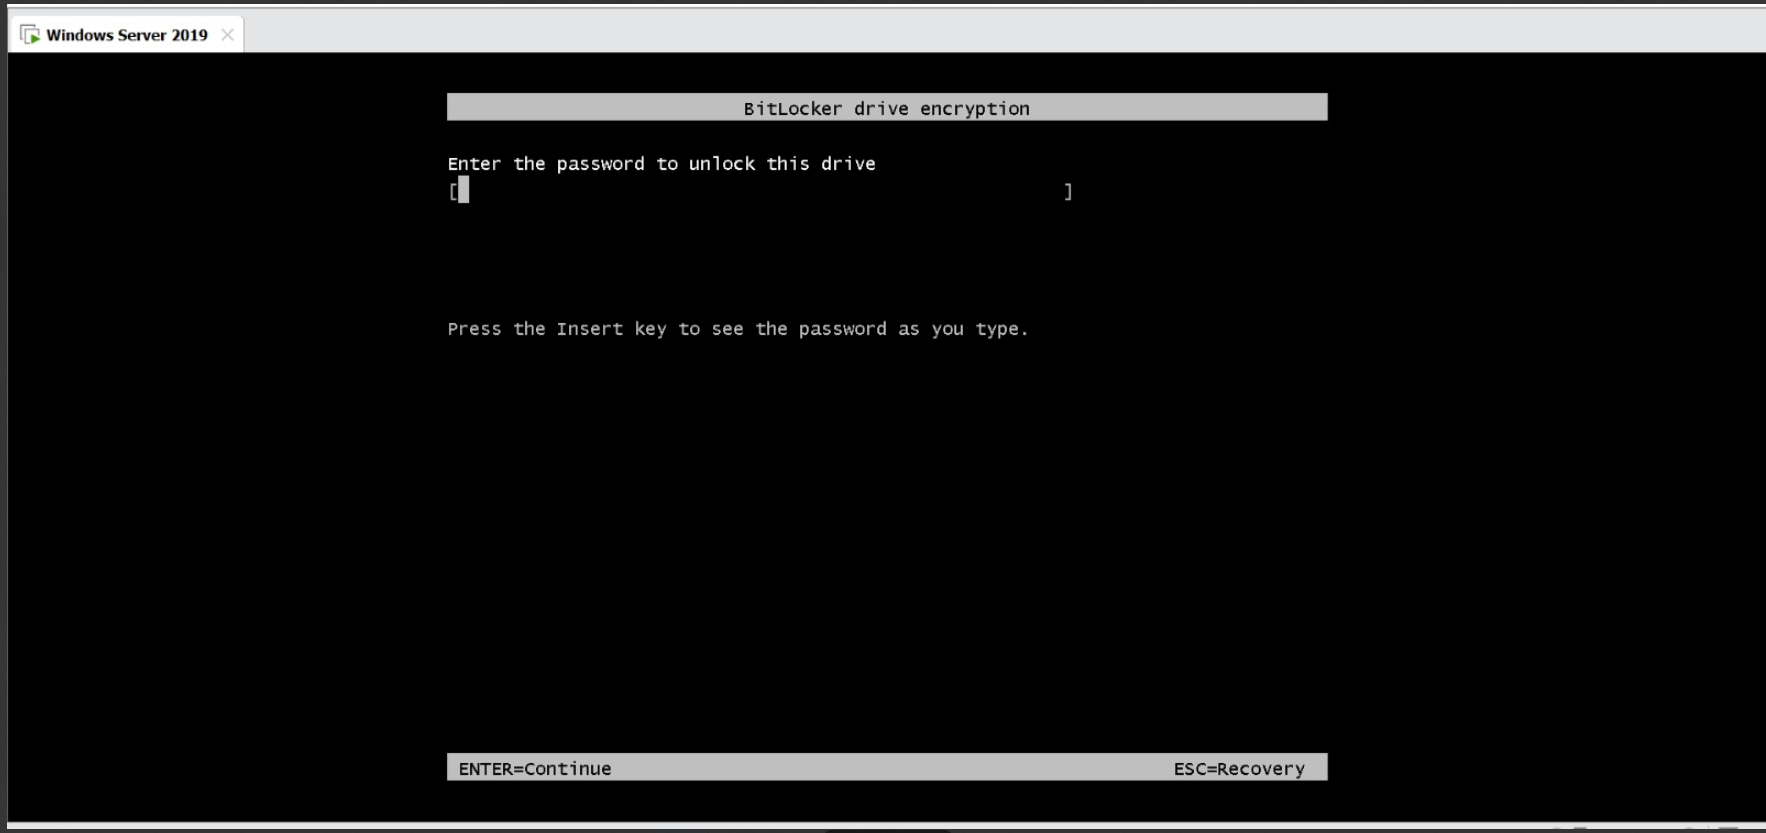 Windows Server 2019
BitLocker drive encryption
Enter the password to unlock this drive
[ ]
Press the Insert key to see the password as you type.
ENTER=Continue ESC=Recovery